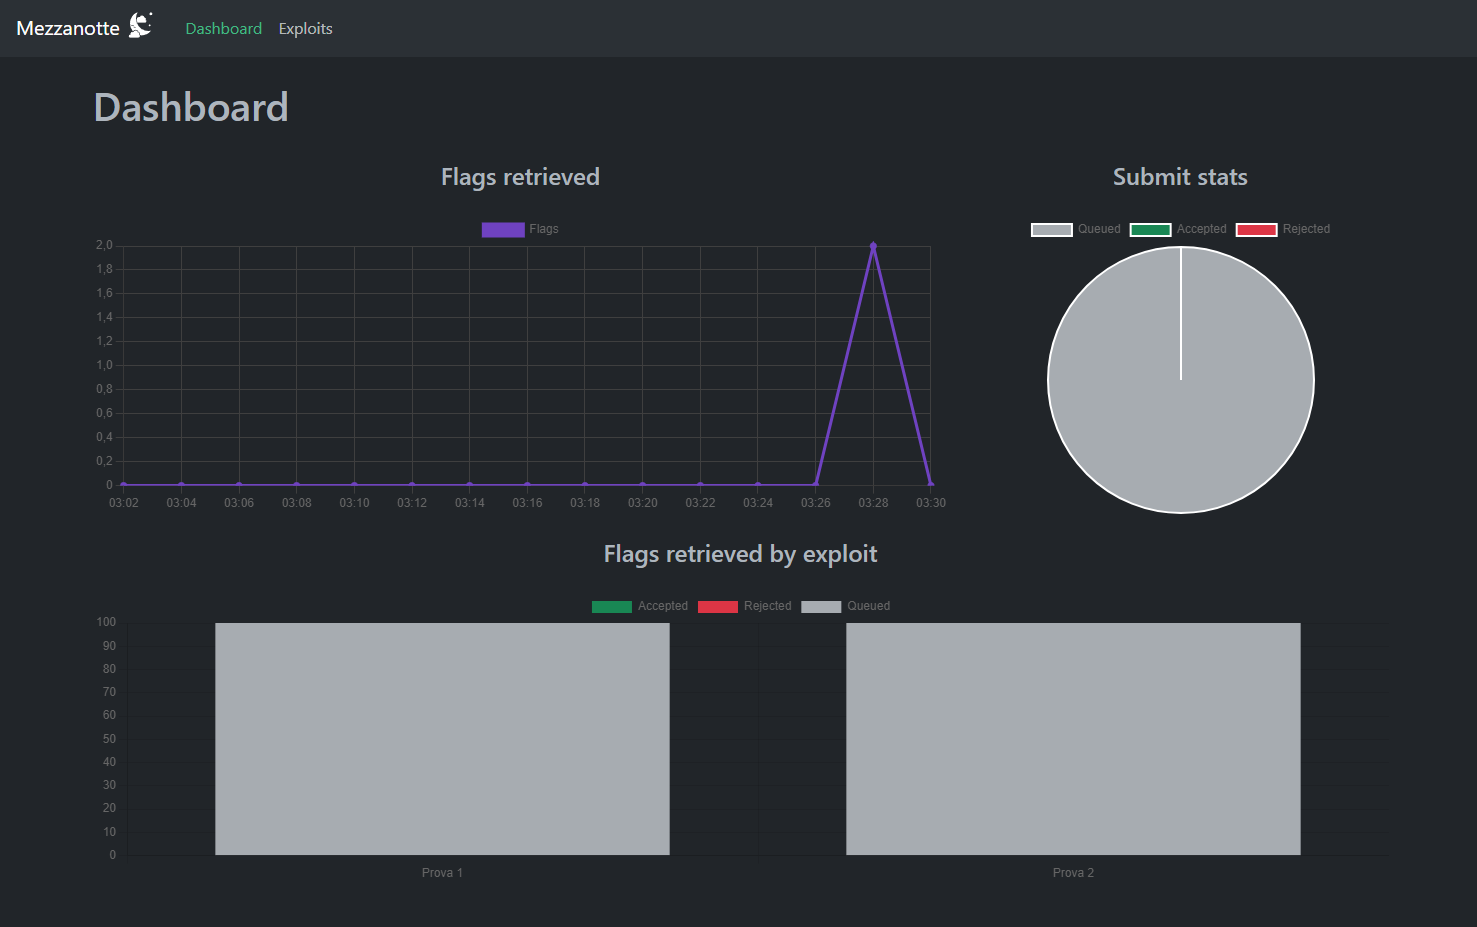 Mezzanotte Dashboard Exploits
Dashboard
Flags retrieved
Flags
2,0
1,8
1,6
1,4
1,2
1,0
0,8
0,6
0,4
0,2
0
03:02 03:04 03:06 03:08 03:10 03:12 03:14 03:16 03:18 03:20 03:22 03:24 03:26 03:28 03:30
Submit stats
Queued Accepted Rejected
Flags retrieved by exploit
Accepted Rejected Queued
100
90
80
70
60
50
40
30
20
10
0
Prova 1 Prova 2